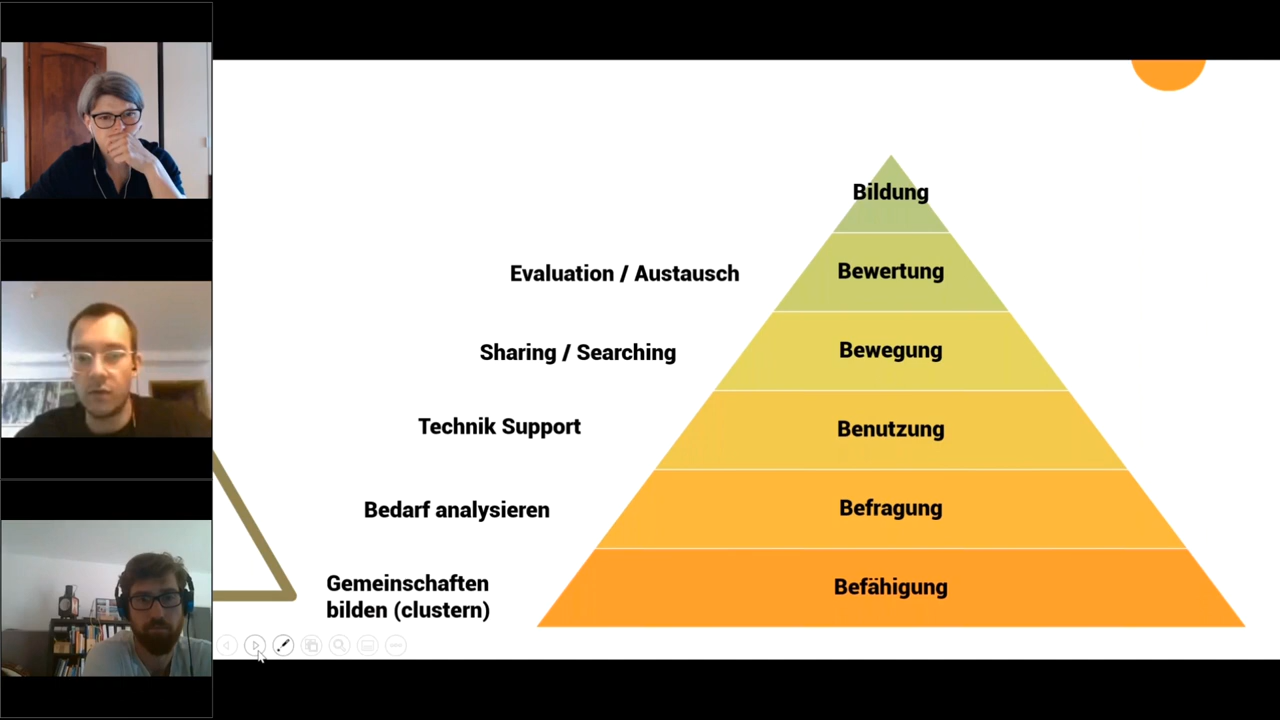 Bildung
Evaluation / Austausch
Bewertung
Sharing / Searching
Bewegung
Technik Support
Benutzung
Bedarf analysieren
Befragung
Gemeinschaften
bilden (clustern)
Befähigung